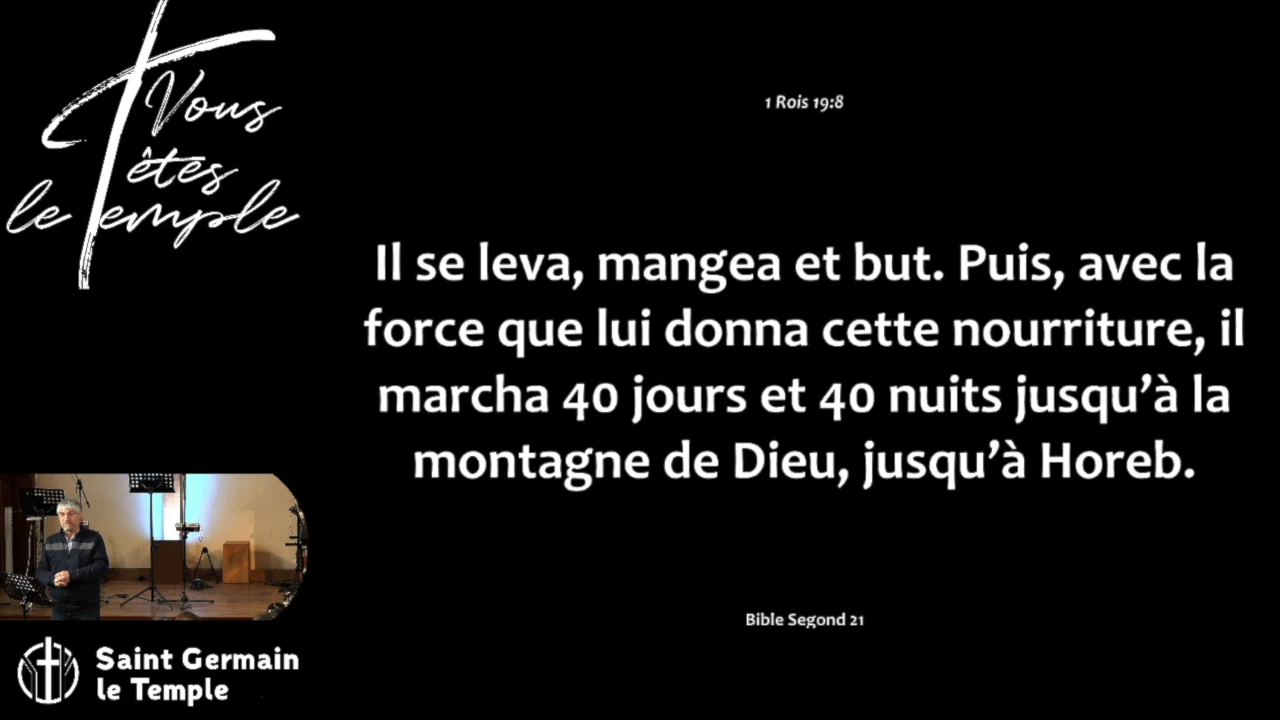 Vous
êtes
le Temple
1 Rois 19:8
Il se leva, mangea et but. Puis, avec la
force que lui donna cette nourriture, il
marcha 40 jours et 40 nuits jusqu’à la
montagne de Dieu, jusqu’à Horeb.
Bible Segond 21
Saint Germain
le Temple